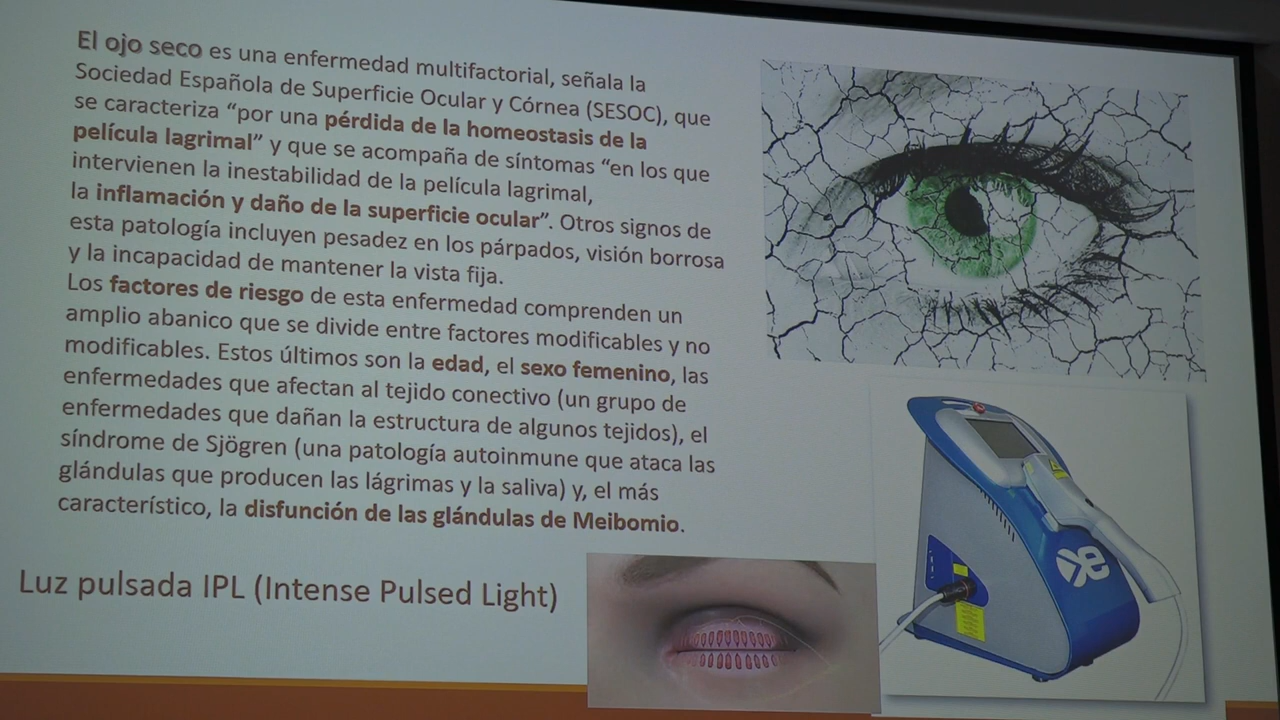 El ojo seco es una enfermedad multifactorial, señala la
Sociedad Española de Superficie Ocular y Córnea (SESOC), que
se caracteriza “por una pérdida de la homeostasis de la
película lagrimal” y que se acompaña de síntomas “en los que
intervienen la inestabilidad de la película lagrimal,
la inflamación y daño de la superficie ocular”. Otros signos de
esta patología incluyen pesadez en los párpados, visión borrosa
y la incapacidad de mantener la vista fija.
Los factores de riesgo de esta enfermedad comprenden un
amplio abanico que se divide entre factores modificables y no
modificables. Estos últimos son la edad, el sexo femenino, las
enfermedades que afectan al tejido conectivo (un grupo de
enfermedades que dañan la estructura de algunos tejidos), el
síndrome de Sjögren (una patología autoinmune que ataca las
glándulas que producen las lágrimas y la saliva) y, el más
característico, la disfunción de las glándulas de Meibomio.
Luz pulsada IPL (Intense Pulsed Light)